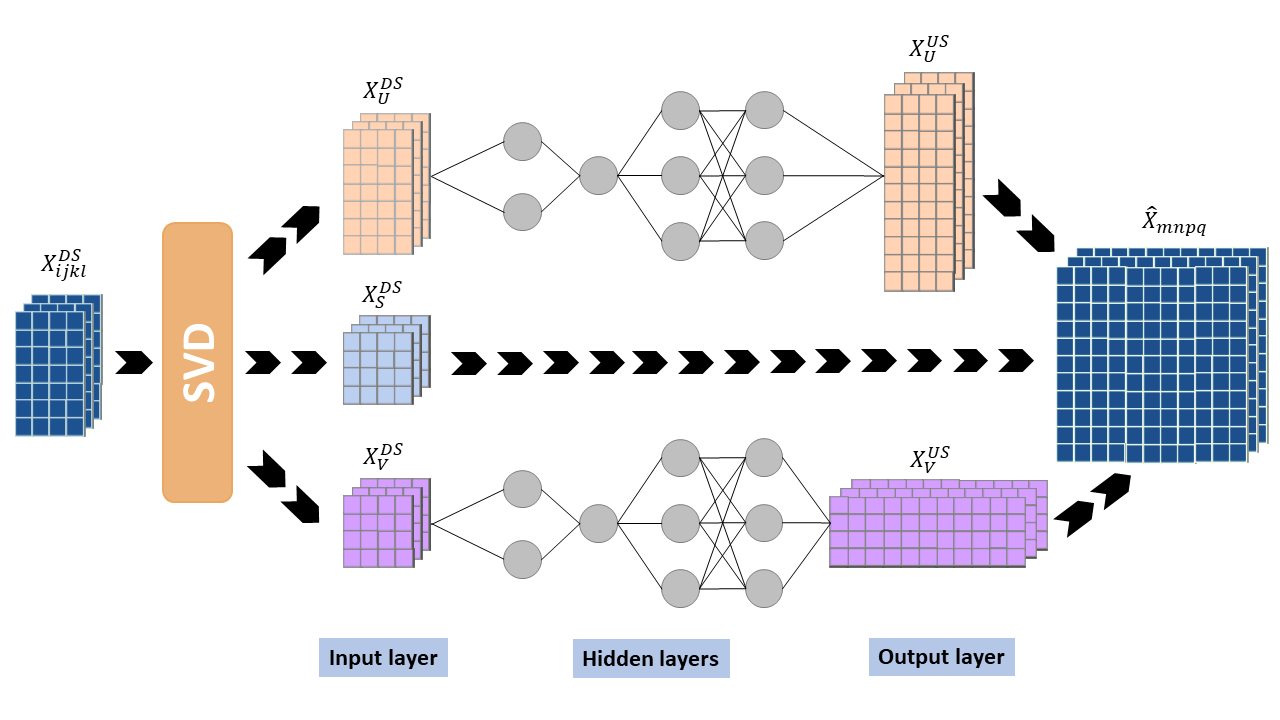 X_U^{DS}
X_U^{US}
X_{ijkl}^{DS}
SVD
X_S^{DS}
X̂_{mnpq}
X_V^{DS}
X_V^{US}
Input layer
Hidden layers
Output layer